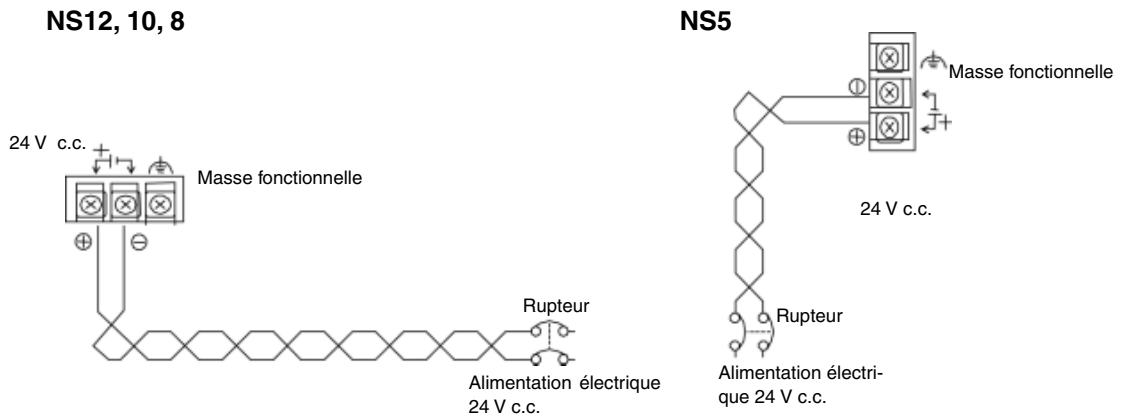 NS12, 10, 8
24 V c.c.
Masse fonctionnelle
Rupteur
Alimentation électrique
24 V c.c.
NS5
Masse fonctionnelle
24 V c.c.
Rupteur
Alimentation électri-
que 24 V c.c.